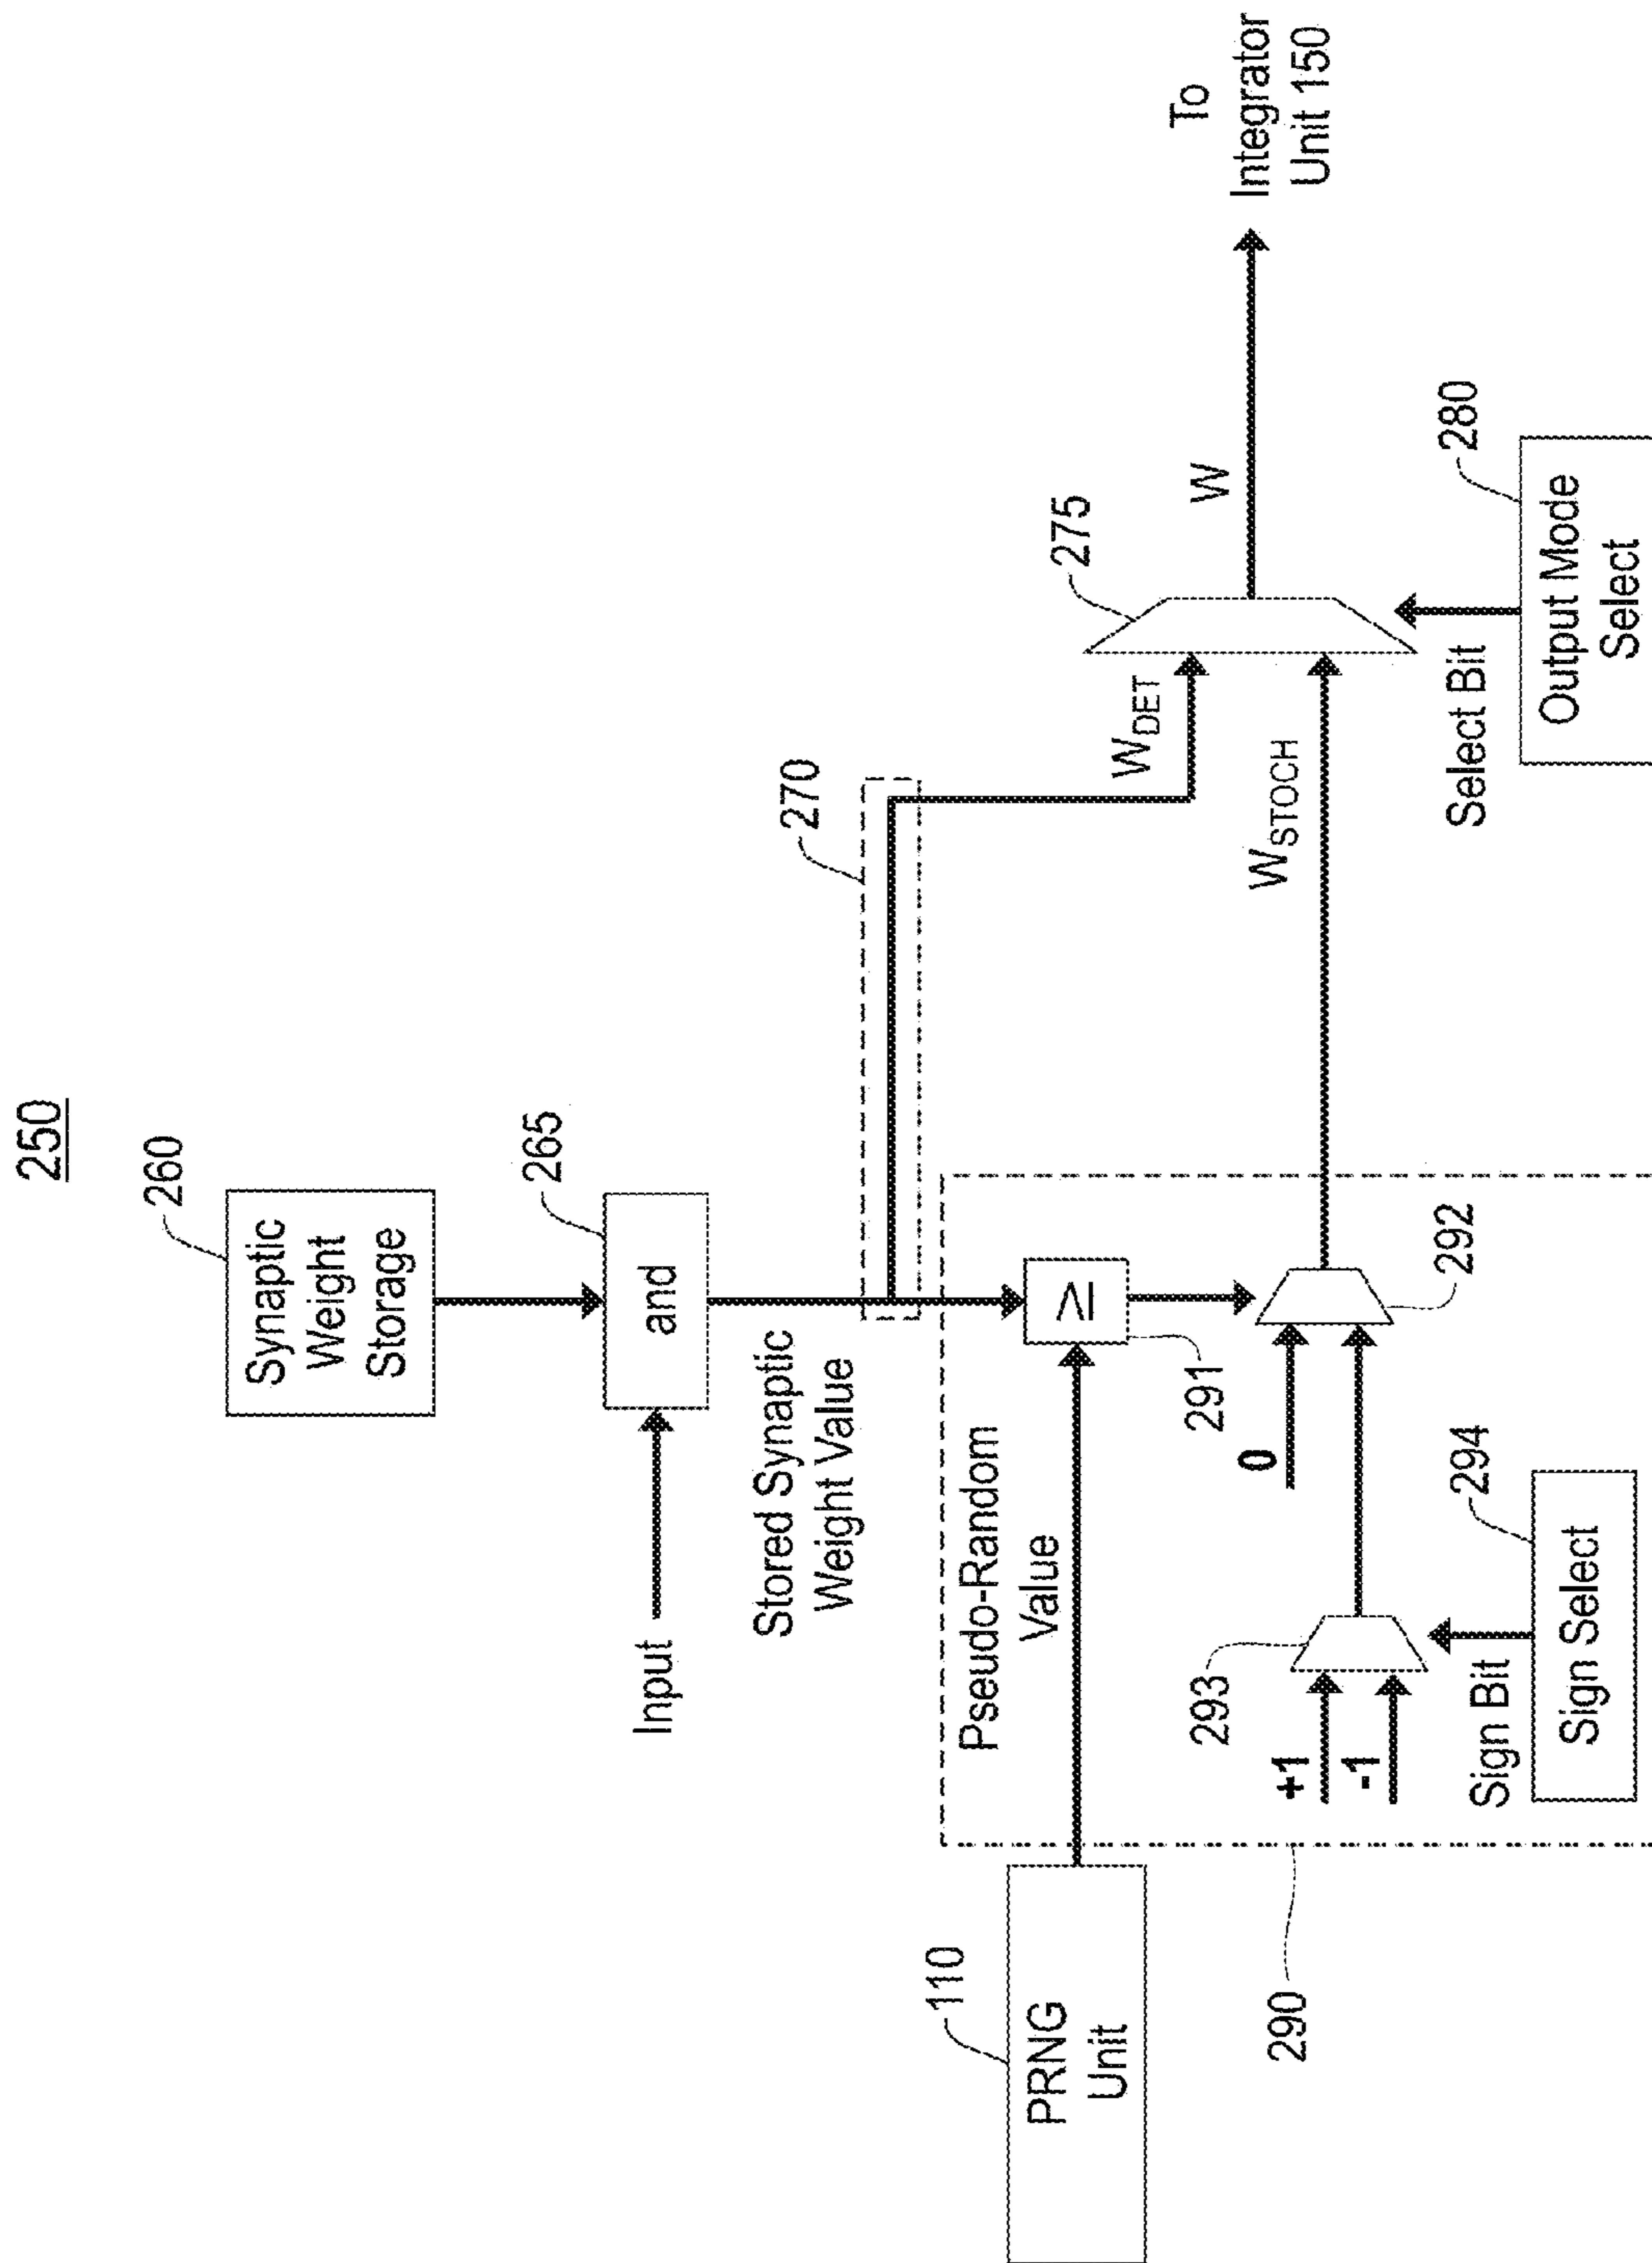 250
260
Synaptic
Weight
Storage
265
and
Input
Stored Synaptic
Weight Value
270
110
PRNG
Unit
Pseudo-Random
Value
≥
291
0
292
293
+1
-1
Sign Bit
294
Sign Select
290
W_DET
W_STOCH
275
W
To
Integrator
Unit 150
Select Bit
280
Output Mode
Select